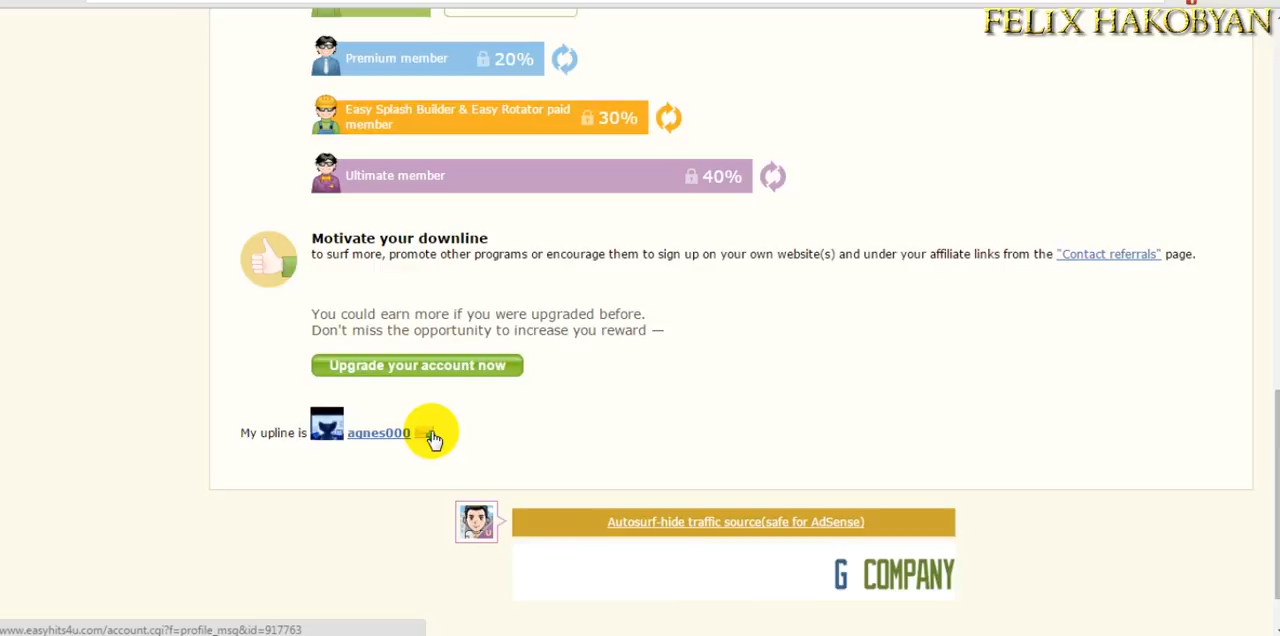 FELIX HAKOBYAN
Premium member 20%
Easy Splash Builder & Easy Rotator paid
member 30%
Ultimate member 40%
Motivate your downline
to surf more, promote other programs or encourage them to sign up on your own website(s) and under your affiliate links from the "Contact referrals" page.
You could earn more if you were upgraded before.
Don't miss the opportunity to increase you reward —
Upgrade your account now
My upline is agnes000
Autosurf-hide traffic source(safe for AdSense)
G COMPANY
www.easyhits4u.com/account.cgi?f=profile_msg&id=917763